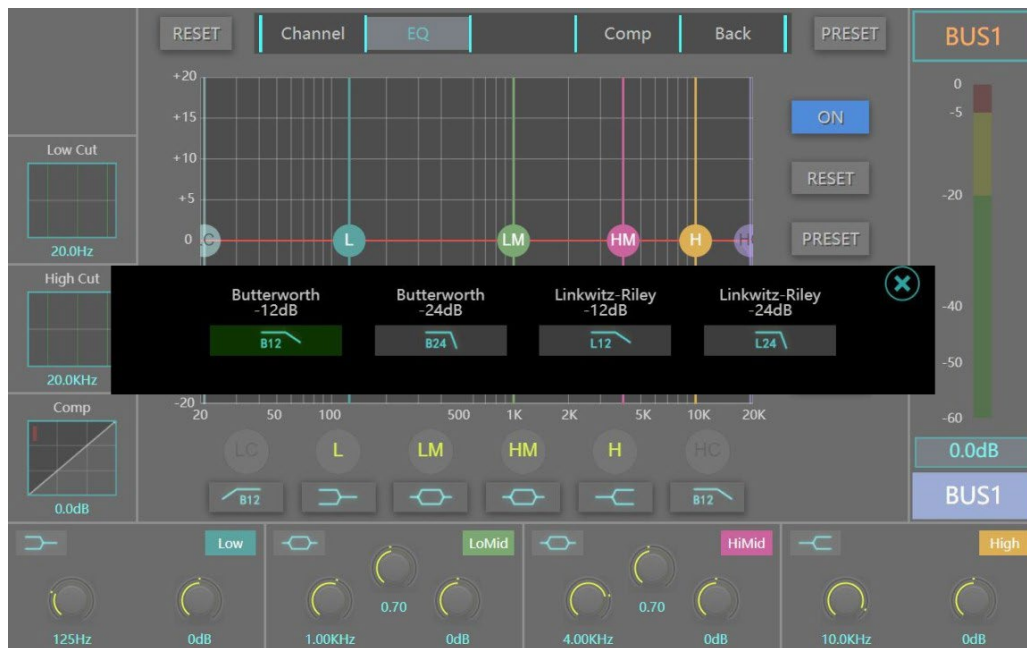 RESET
Channel
EQ
Comp
Back
PRESET
BUS1
+20
+15
+10
+5
0
LC
L
LM
HM
H
HC
ON
RESET
PRESET
0
-5
-20
-40
-50
-60
Low Cut
20.0Hz
High Cut
20.0KHz
Comp
0.0dB
Butterworth
-12dB
B12
Butterworth
-24dB
B24
Linkwitz-Riley
-12dB
L12
Linkwitz-Riley
-24dB
L24
-20
20
50
100
500
1K
2K
5K
10K
20K
LC
L
LM
HM
H
HC
B12
B12
0.0dB
BUS1
Low
125Hz
0dB
LoMid
0.70
1.00KHz
0dB
HiMid
0.70
4.00KHz
0dB
High
10.0KHz
0dB